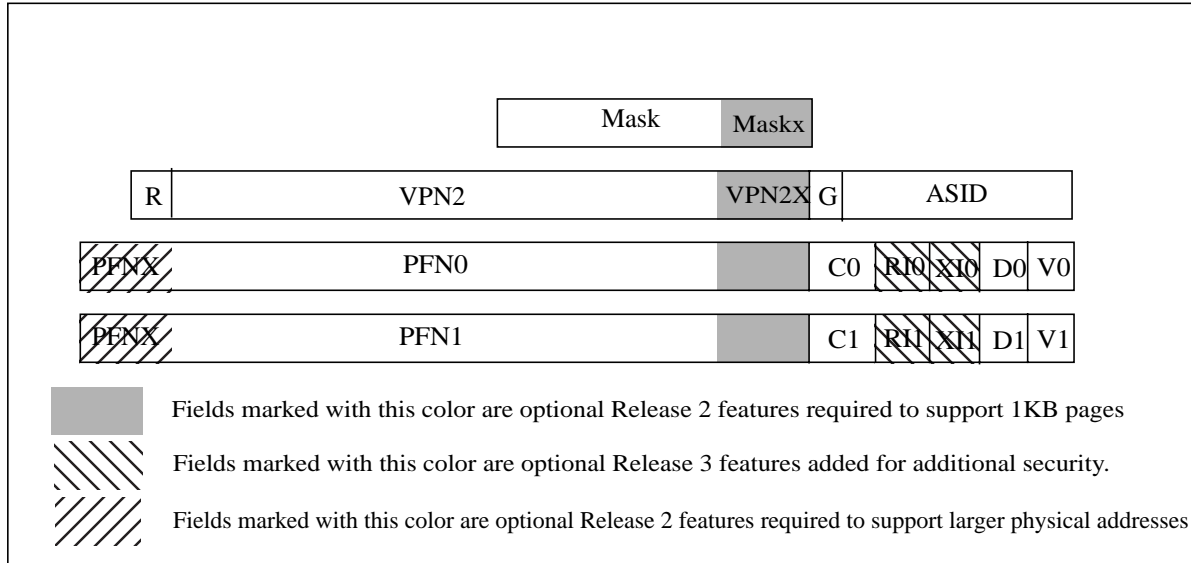 Mask Maskx
R VPN2 VPN2X G ASID
PFNX PFN0 C0 RI0 XI0 D0 V0
PFNX PFN1 C1 RI1 XI1 D1 V1
Fields marked with this color are optional Release 2 features required to support 1KB pages
Fields marked with this color are optional Release 3 features added for additional security.
Fields marked with this color are optional Release 2 features required to support larger physical addresses